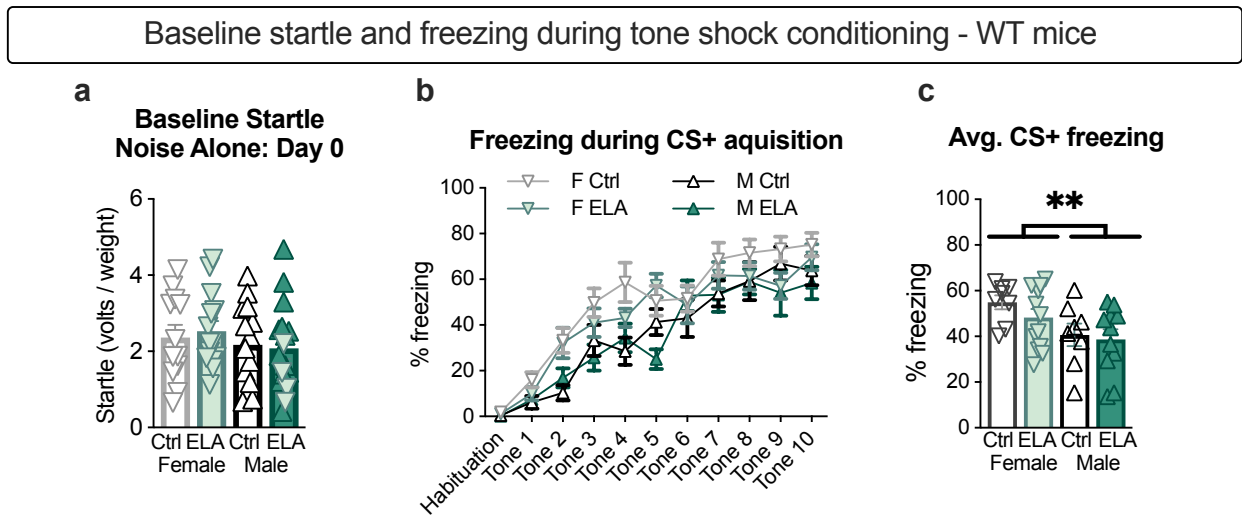 Baseline startle and freezing during tone shock conditioning - WT mice
a
Baseline Startle
Noise Alone: Day 0
Startle (volts / weight)
6
4
2
0
Ctrl ELA Ctrl ELA
Female Male
b
Freezing during CS+ aquisition
F Ctrl M Ctrl
F ELA M ELA
% freezing
100
80
60
40
20
0
Habituation
Tone 1
Tone 2
Tone 3
Tone 4
Tone 5
Tone 6
Tone 7
Tone 8
Tone 9
Tone 10
c
Avg. CS+ freezing
**
% freezing
100
80
60
40
20
0
Ctrl ELA Ctrl ELA
Female Male